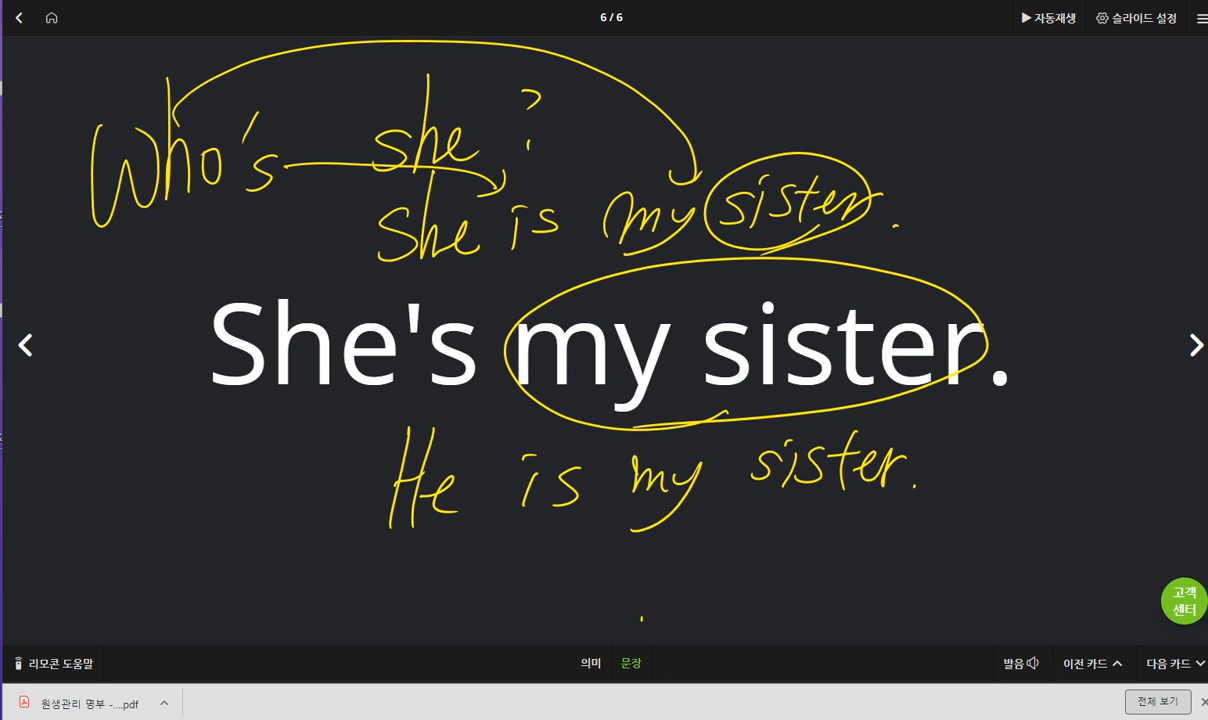 6 / 6
자동재생
슬라이드 설정
Who's she ?
She is my sister.
She's my sister.
He is my sister.
고객
센터
리모콘 도움말
의미
문장
발음
이전 카드
다음 카드
원생관리 명부 -....pdf
전체 보기